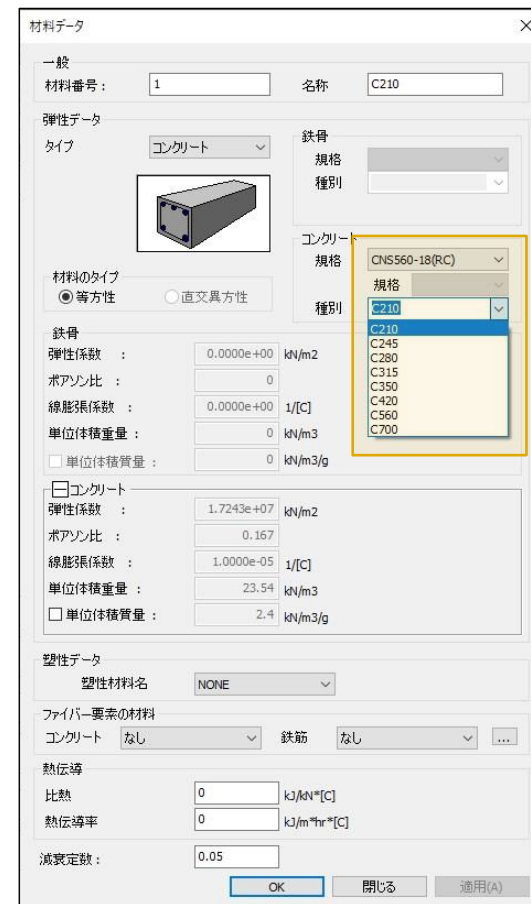 材料データ
一般
材料番号： 1 名称 C210
弾性データ
タイプ コンクリート
鉄骨
規格
種別
コンクリート
規格 CNS560-18(RC)
規格
種別 C210
C210
C245
C280
C315
C350
C420
C560
C700
材料のタイプ
等方性 直交異方性
鉄骨
弾性係数 ： 0.0000e+00 kN/m2
ポアソン比 ： 0
線膨張係数 ： 0.0000e+00 1/[C]
単位体積重量 ： 0 kN/m3
単位体積質量 ： 0 kN/m3/g
コンクリート
弾性係数 ： 1.7243e+07 kN/m2
ポアソン比 ： 0.167
線膨張係数 ： 1.0000e-05 1/[C]
単位体積重量 ： 23.54 kN/m3
単位体積質量 ： 2.4 kN/m3/g
塑性データ
塑性材料名 NONE
ファイバー要素の材料
コンクリート なし 鉄筋 なし ...
熱伝導
比熱 0 kJ/kN*[C]
熱伝導率 0 kJ/m*hr*[C]
減衰定数： 0.05
OK 閉じる 適用(A)